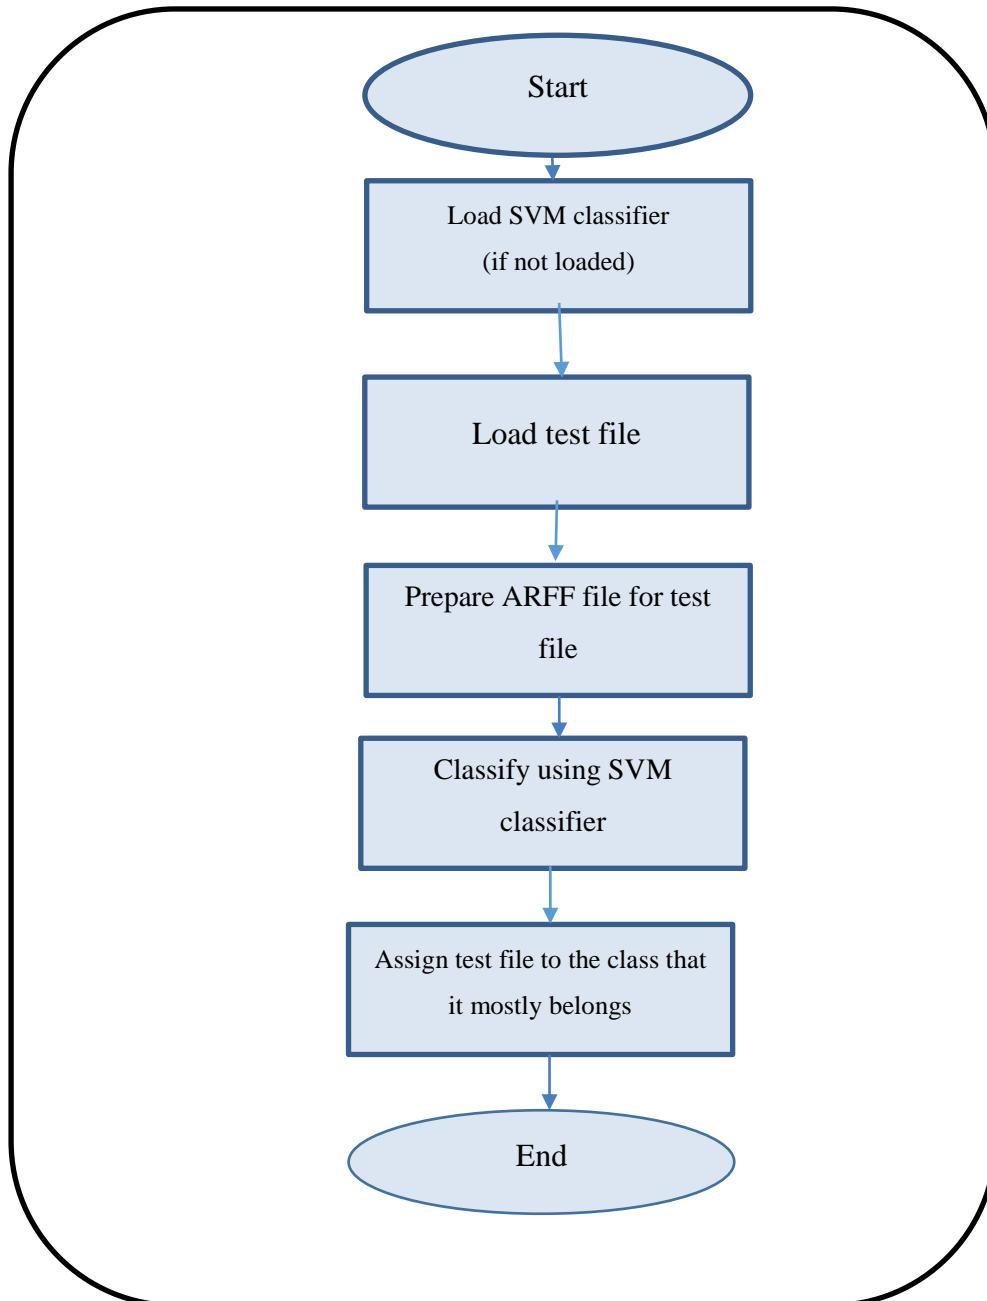 Start
Load SVM classifier
(if not loaded)
Load test file
Prepare ARFF file for test
file
Classify using SVM
classifier
Assign test file to the class that
it mostly belongs
End